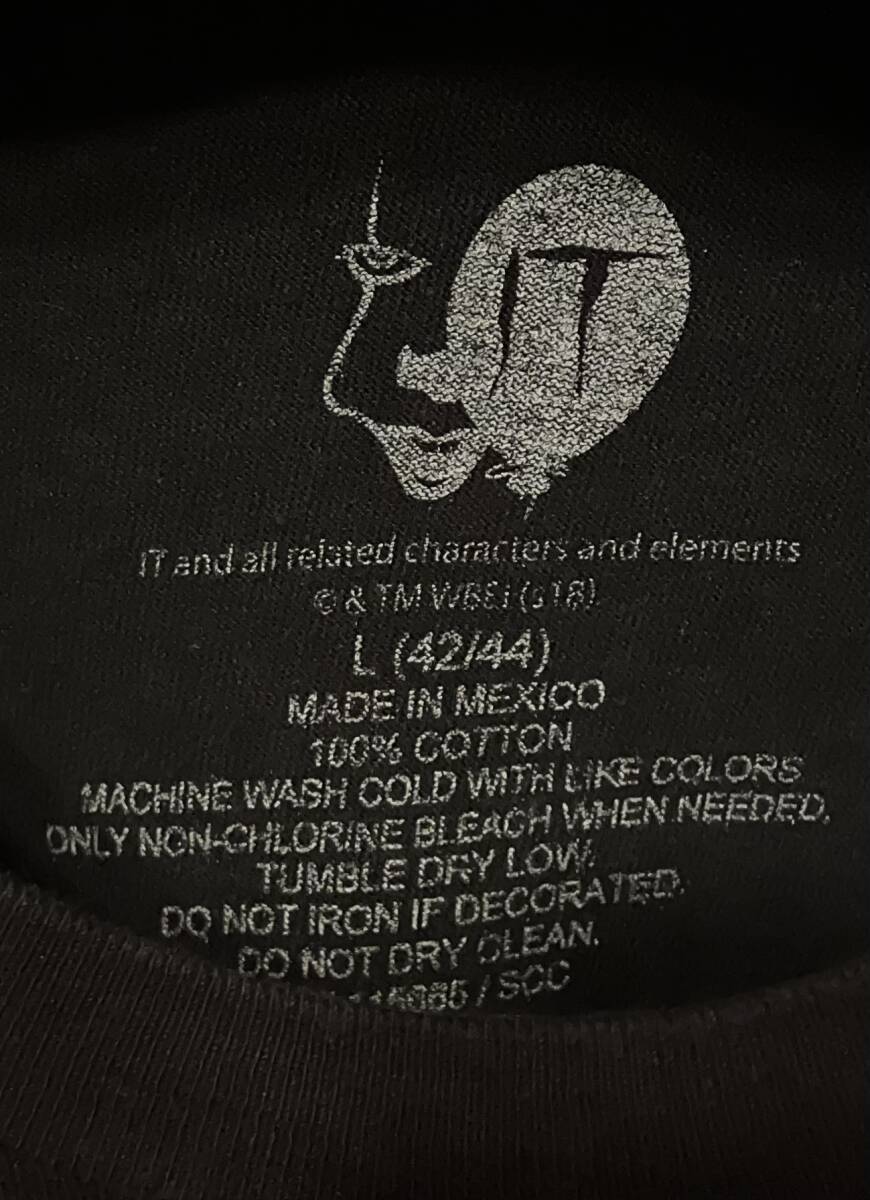 IT
IT and all related characters and elements
© & TM WBEI (s18)
L (42/44)
MADE IN MEXICO
100% COTTON
MACHINE WASH COLD WITH LIKE COLORS
ONLY NON-CHLORINE BLEACH WHEN NEEDED.
TUMBLE DRY LOW.
DO NOT IRON IF DECORATED.
DO NOT DRY CLEAN.
/ SCC